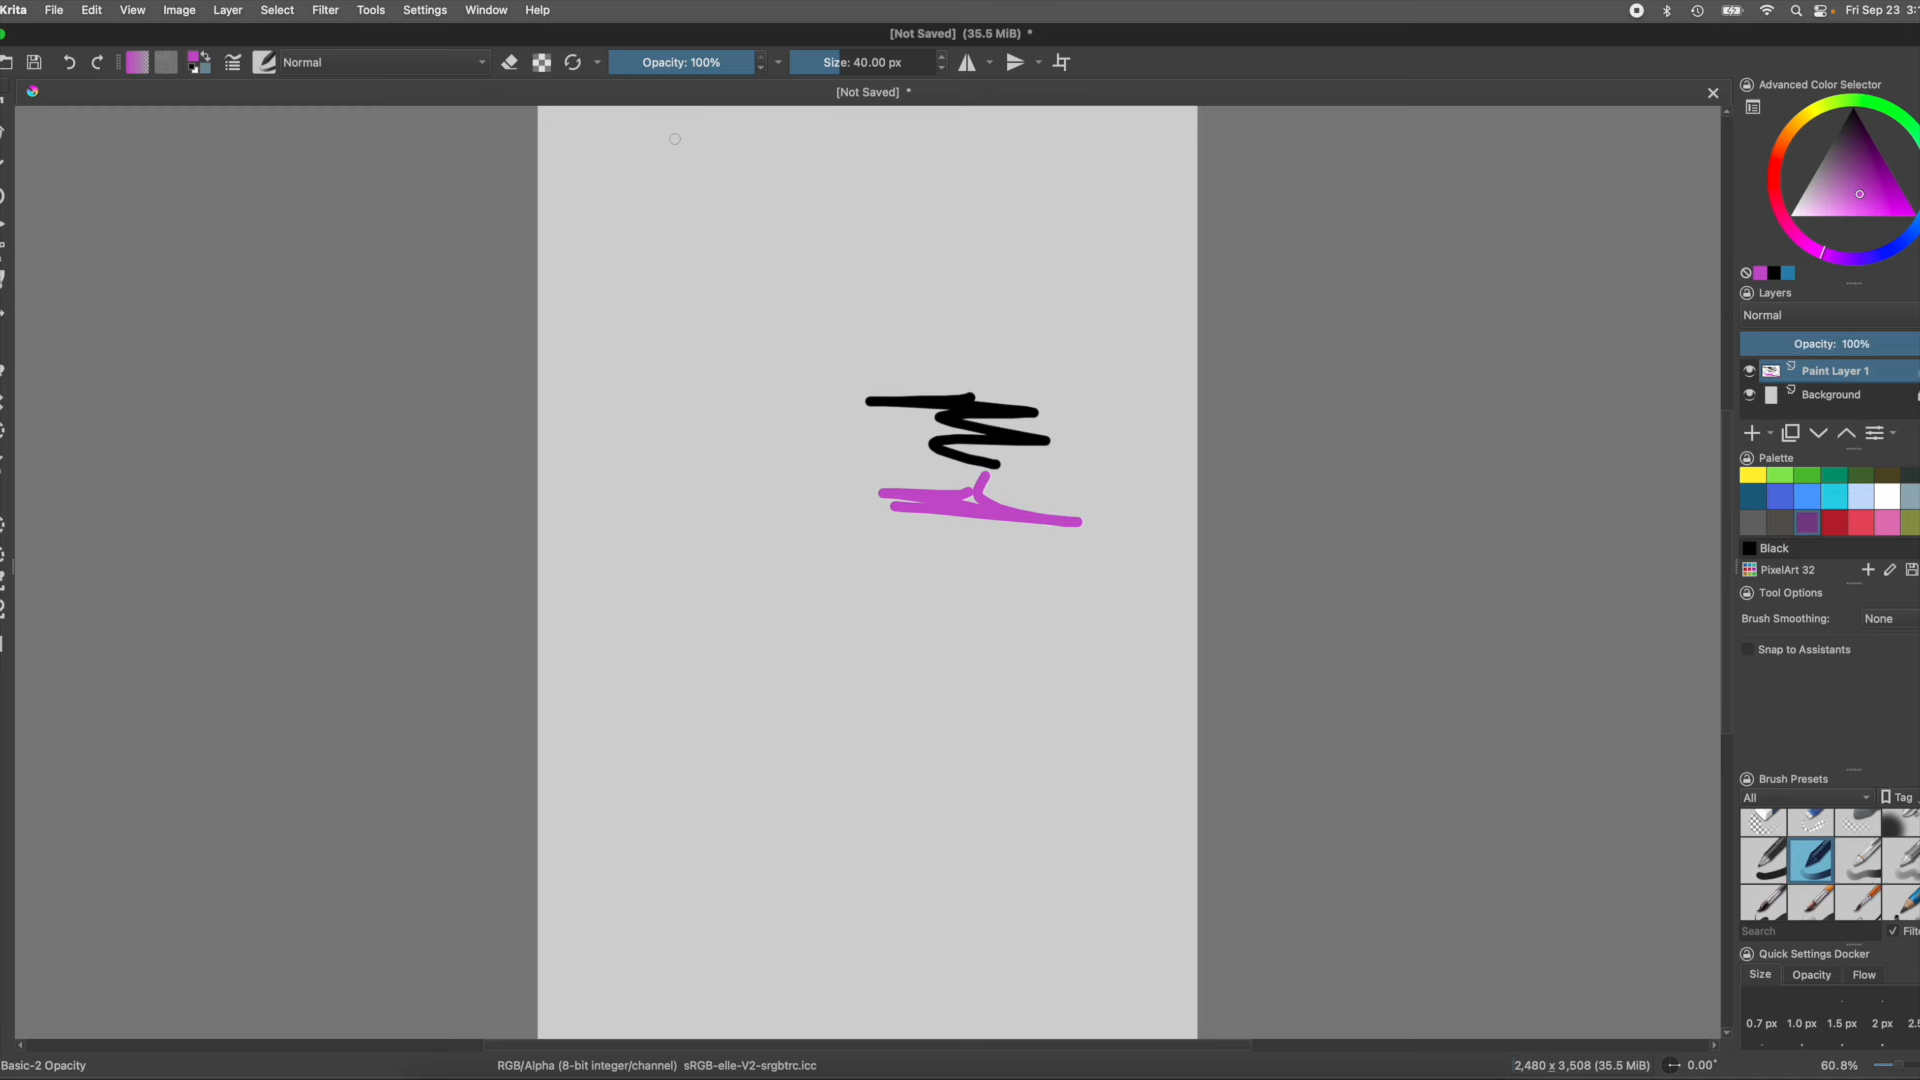 Krita File Edit View Image Layer Select Filter Tools Settings Window Help Fri Sep 23
[Not Saved] (35.5 MiB) *
Normal Opacity: 100% Size: 40.00 px
[Not Saved] *
Advanced Color Selector
Layers
Normal
Opacity: 100%
Paint Layer 1
Background
Palette
Black
PixelArt 32
Tool Options
Brush Smoothing: None
Snap to Assistants
Brush Presets
All Tag
Search
Quick Settings Docker
Size Opacity Flow
0.7 px 1.0 px 1.5 px 2 px
Basic-2 Opacity RGB/Alpha (8-bit integer/channel) sRGB-elle-V2-srgbtrc.icc 2,480 x 3,508 (35.5 MiB) 0.00° 60.8%